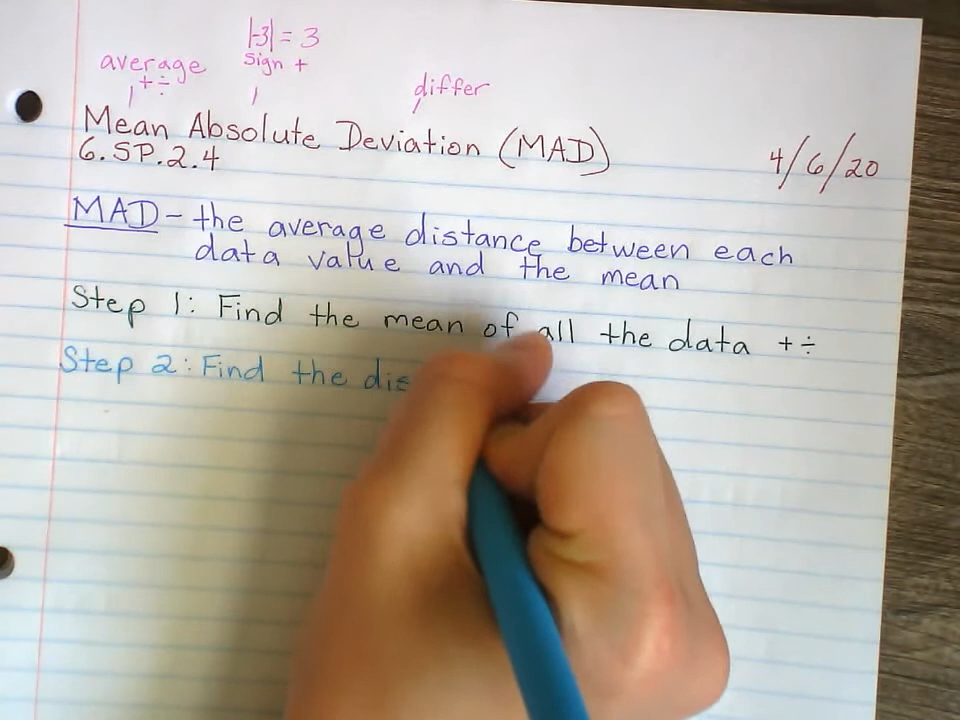 |-3| = 3
average
sign +
+ ÷
differ
Mean Absolute Deviation (MAD)
6.SP.2.4
4/6/20
MAD - the average distance between each
data value and the mean
Step 1: Find the mean of all the data + ÷
Step 2: Find the dis